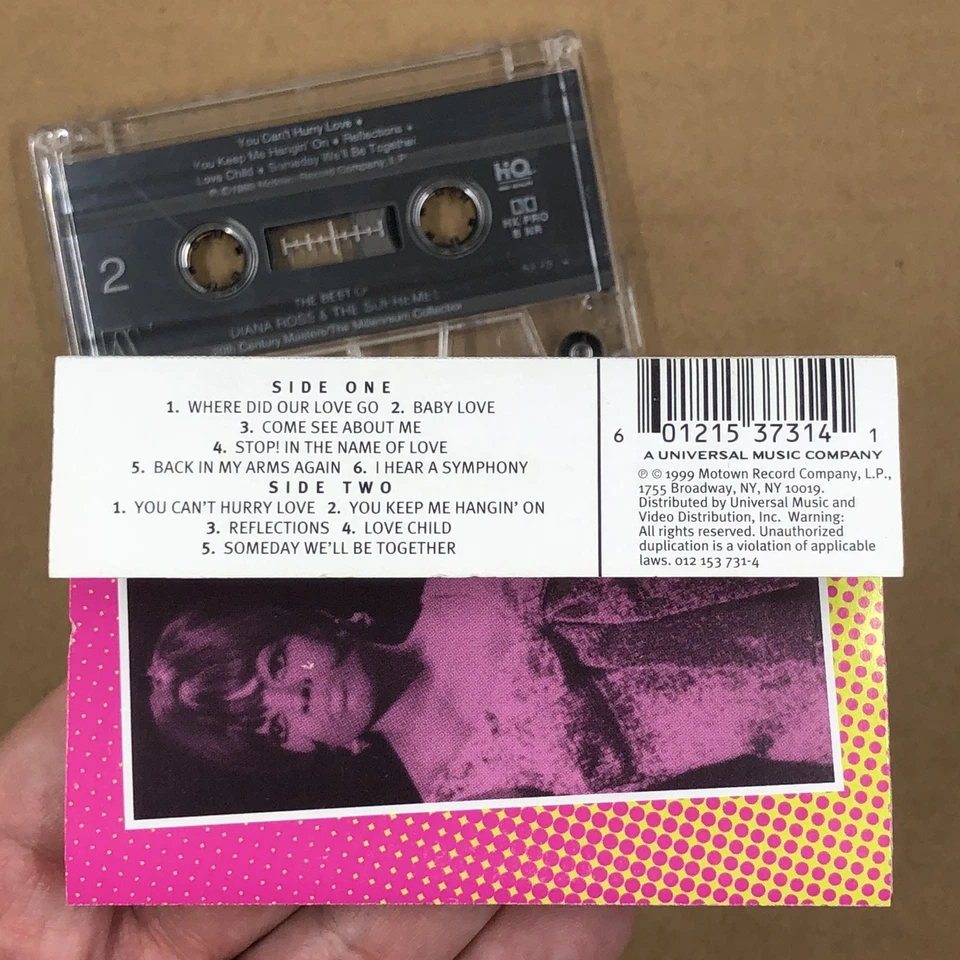 You Can't Hurry Love •
You Keep Me Hangin' On • Reflections •
Love Child • Someday We'll Be Together
Motown Record Company, L.P.
HQ
HX PRO
B NR
2
THE BEST OF
DIANA ROSS & THE SUPREMES
Century Masters/The Millennium Collection
SIDE ONE
1. WHERE DID OUR LOVE GO 2. BABY LOVE
3. COME SEE ABOUT ME
4. STOP! IN THE NAME OF LOVE
5. BACK IN MY ARMS AGAIN 6. I HEAR A SYMPHONY
SIDE TWO
1. YOU CAN'T HURRY LOVE 2. YOU KEEP ME HANGIN' ON
3. REFLECTIONS 4. LOVE CHILD
5. SOMEDAY WE'LL BE TOGETHER
6 01215 37314 1
A UNIVERSAL MUSIC COMPANY
℗ © 1999 Motown Record Company, L.P.,
1755 Broadway, NY, NY 10019.
Distributed by Universal Music and
Video Distribution, Inc. Warning:
All rights reserved. Unauthorized
duplication is a violation of applicable
laws. 012 153 731-4